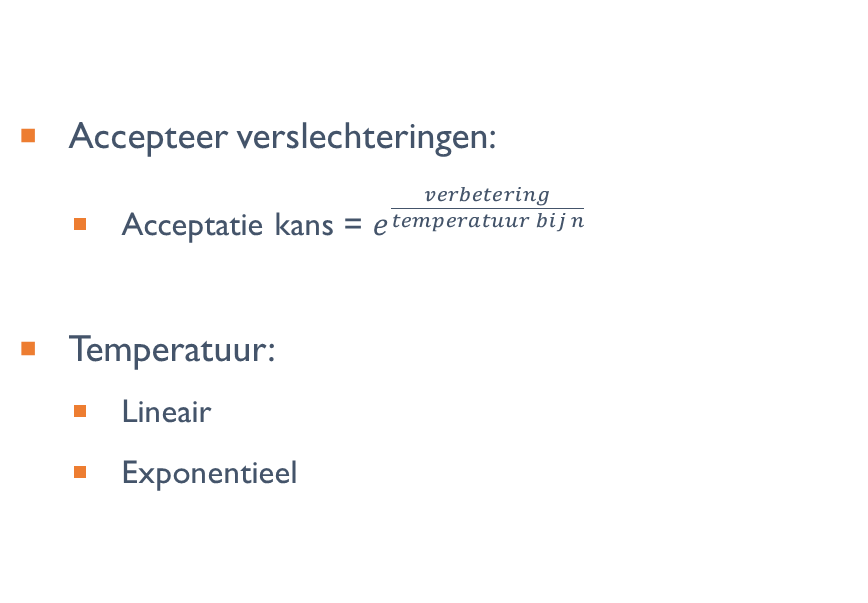 Accepteer verslechteringen:
Acceptatie kans = e^(verbetering / temperatuur bij n)
Temperatuur:
Lineair
Exponentieel